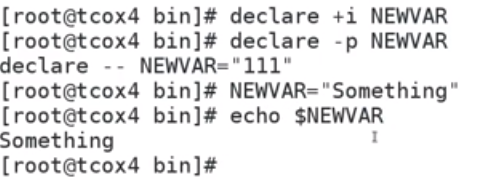 [root@tcox4 bin]# declare +i NEWVAR
[root@tcox4 bin]# declare -p NEWVAR
declare -- NEWVAR="111"
[root@tcox4 bin]# NEWVAR="Something"
[root@tcox4 bin]# echo $NEWVAR
Something
[root@tcox4 bin]#